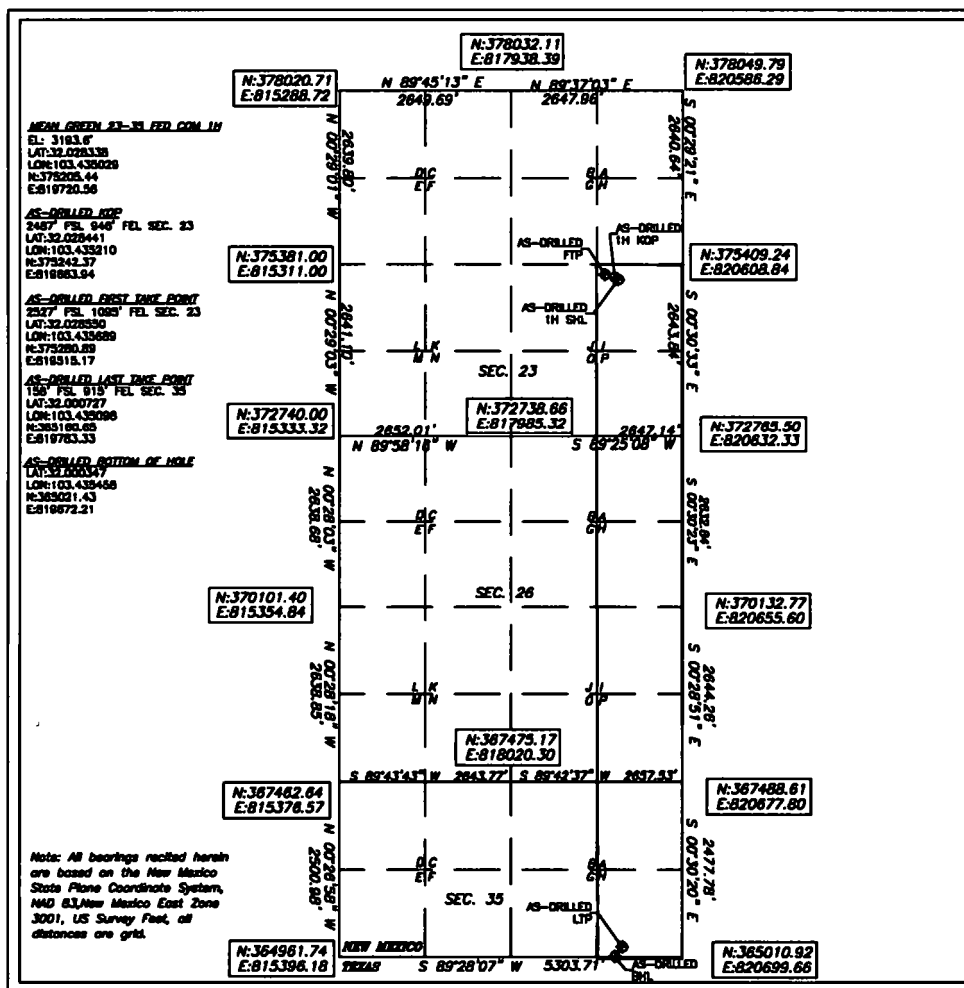 N:378032.11
E:817938.39
N:378020.71
E:815288.72
N 89°45'13" E
2649.69'
N 89°37'03" E
2647.96'
N:378049.79
E:820586.29
MEAN GREEN 23-35 FED COM 1H
EL: 3193.6'
LAT:32.028338
LON:103.435029
N:375205.44
E:819720.56
AS-DRILLED KOP
2487' FSL 946' FEL SEC. 23
LAT:32.028441
LON:103.435210
N:375242.37
E:819663.94
AS-DRILLED FIRST TAKE POINT
2527' FSL 1095' FEL SEC. 23
LAT:32.028550
LON:103.435689
N:375280.89
E:819515.17
AS-DRILLED LAST TAKE POINT
156' FSL 915' FEL SEC. 35
LAT:32.000727
LON:103.435098
N:365160.65
E:819783.33
AS-DRILLED BOTTOM OF HOLE
LAT:32.000347
LON:103.435458
N:365021.43
E:819672.21
N 00°29'01" W
2639.80'
S 00°29'21" E
2640.64'
D C
E F
B A
G H
AS-DRILLED
FTP
AS-DRILLED
1H KOP
AS-DRILLED
1H SHL
N:375381.00
E:815311.00
N:375409.24
E:820608.84
N 00°29'03" W
2641.10'
S 00°30'33" E
2643.84'
L K
M N
J I
O P
SEC. 23
N:372740.00
E:815333.32
N:372738.66
E:817985.32
N:372765.50
E:820632.33
2652.01'
N 89°58'16" W
2647.14'
S 89°25'08" W
N 00°28'03" W
2638.68'
S 00°30'23" E
2632.84'
D C
E F
B A
G H
SEC. 26
N:370101.40
E:815354.84
N:370132.77
E:820655.60
N 00°28'18" W
2638.85'
S 00°28'51" E
2644.26'
L K
M N
J I
O P
N:367475.17
E:818020.30
S 89°43'43" W 2643.77'
S 89°42'37" W 2657.53'
N:367462.64
E:815376.57
N:367488.61
E:820677.80
N 00°26'58" W
2500.98'
S 00°30'20" E
2477.78'
D C
E F
B A
G H
SEC. 35
AS-DRILLED
LTP
Note: All bearings recited herein
are based on the New Mexico
State Plane Coordinate System,
NAD 83,New Mexico East Zone
3001, US Survey Feet, all
distances are grid.
N:364961.74
E:815396.18
NEW MEXICO
TEXAS
S 89°28'07" W 5303.71'
AS-DRILLED
BHL
N:365010.92
E:820699.66